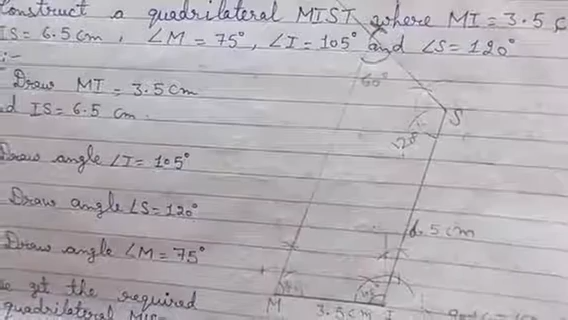 Construct a quadrilateral MIST where MI = 3.5 c
IS = 6.5 cm, ∠M = 75°, ∠I = 105° and ∠S = 120°
:-
Draw MI = 3.5 cm
d IS = 6.5 cm.
Draw angle ∠I = 105°
Draw angle ∠S = 120°
Draw angle ∠M = 75°
e get the required
quadrilateral MIS
60°
S
120°
6.5 cm
M
3.5 cm
I